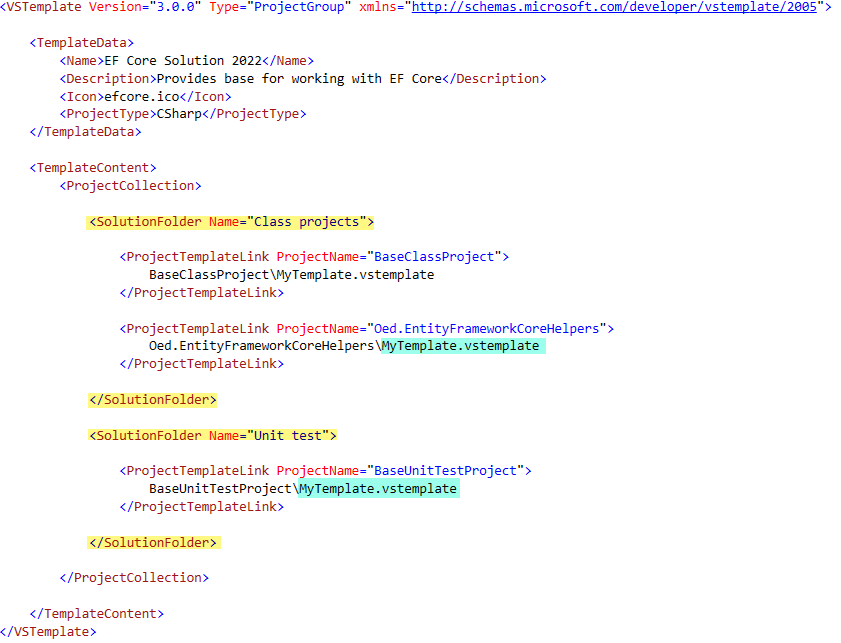 <VSTemplate Version="3.0.0" Type="ProjectGroup" xmlns="http://schemas.microsoft.com/developer/vstemplate/2005">
<TemplateData>
<Name>EF Core Solution 2022</Name>
<Description>Provides base for working with EF Core</Description>
<Icon>efcore.ico</Icon>
<ProjectType>CSharp</ProjectType>
</TemplateData>
<TemplateContent>
<ProjectCollection>
<SolutionFolder Name="Class projects">
<ProjectTemplateLink ProjectName="BaseClassProject">
BaseClassProject\MyTemplate.vstemplate
</ProjectTemplateLink>
<ProjectTemplateLink ProjectName="Oed.EntityFrameworkCoreHelpers">
Oed.EntityFrameworkCoreHelpers\MyTemplate.vstemplate
</ProjectTemplateLink>
</SolutionFolder>
<SolutionFolder Name="Unit test">
<ProjectTemplateLink ProjectName="BaseUnitTestProject">
BaseUnitTestProject\MyTemplate.vstemplate
</ProjectTemplateLink>
</SolutionFolder>
</ProjectCollection>
</TemplateContent>
</VSTemplate>